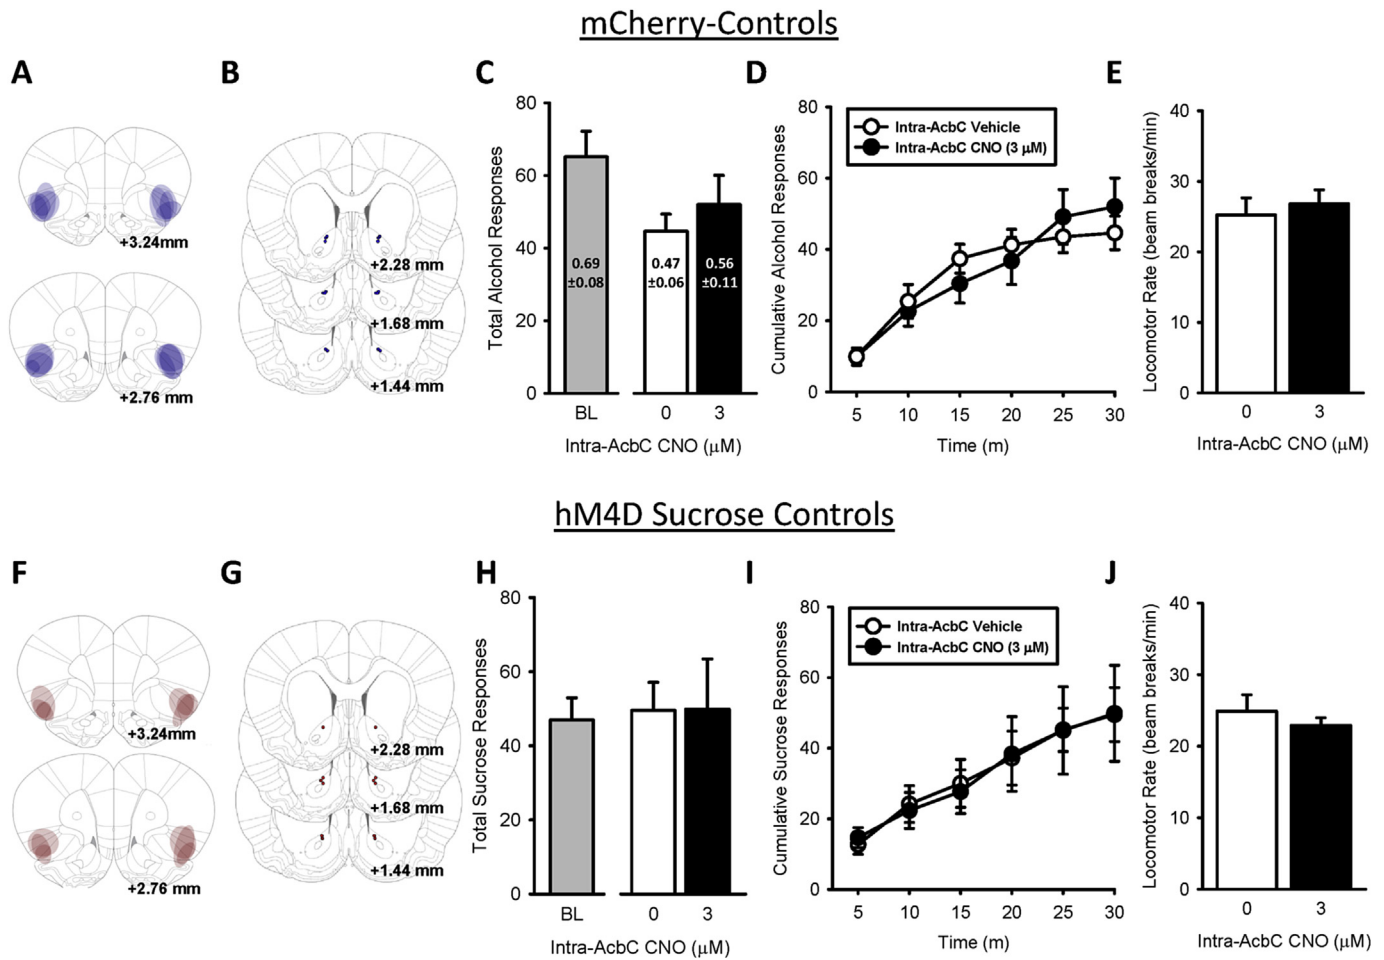 mCherry-Controls
A
B
C
D
E
+3.24mm
+2.76 mm
+2.28 mm
+1.68 mm
+1.44 mm
Total Alcohol Responses
80
60
40
20
0
0.69
±0.08
0.47
±0.06
0.56
±0.11
BL
0
3
Intra-AcbC CNO (μM)
Cumulative Alcohol Responses
80
60
40
20
0
Intra-AcbC Vehicle
Intra-AcbC CNO (3 μM)
5
10
15
20
25
30
Time (m)
Locomotor Rate (beam breaks/min)
40
30
20
10
0
0
3
Intra-AcbC CNO (μM)
hM4D Sucrose Controls
F
G
H
I
J
+3.24mm
+2.76 mm
+2.28 mm
+1.68 mm
+1.44 mm
Total Sucrose Responses
80
60
40
20
0
BL
0
3
Intra-AcbC CNO (μM)
Cumulative Sucrose Responses
80
60
40
20
0
Intra-AcbC Vehicle
Intra-AcbC CNO (3 μM)
5
10
15
20
25
30
Time (m)
Locomotor Rate (beam breaks/min)
40
30
20
10
0
0
3
Intra-AcbC CNO (μM)